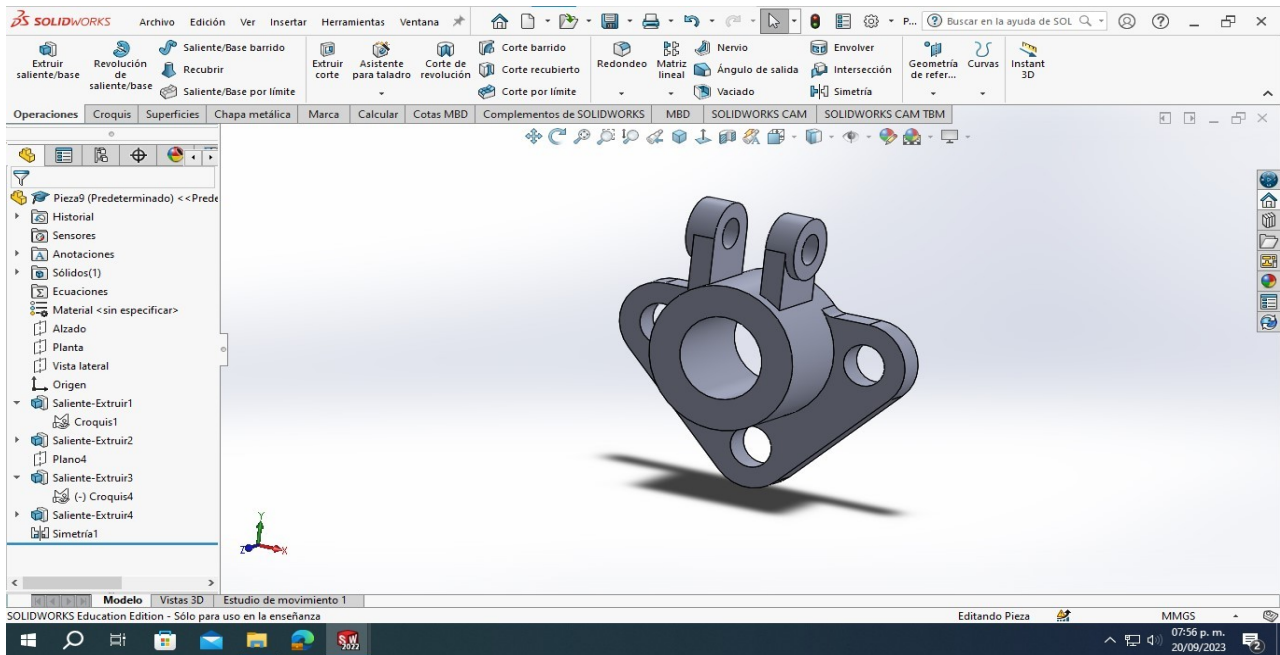 SOLIDWORKS Archivo Edición Ver Insertar Herramientas Ventana P... Buscar en la ayuda de SOL
Extruir saliente/base
Revolución de saliente/base
Saliente/Base barrido
Recubrir
Saliente/Base por límite
Extruir corte
Asistente para taladro
Corte de revolución
Corte barrido
Corte recubierto
Corte por límite
Redondeo
Matriz lineal
Nervio
Ángulo de salida
Vaciado
Envolver
Intersección
Simetría
Geometría de refer...
Curvas
Instant 3D
Operaciones Croquis Superficies Chapa metálica Marca Calcular Cotas MBD Complementos de SOLIDWORKS MBD SOLIDWORKS CAM SOLIDWORKS CAM TBM
Pieza9 (Predeterminado) <<Prede
Historial
Sensores
Anotaciones
Sólidos(1)
Ecuaciones
Material <sin especificar>
Alzado
Planta
Vista lateral
Origen
Saliente-Extruir1
Croquis1
Saliente-Extruir2
Plano4
Saliente-Extruir3
(-) Croquis4
Saliente-Extruir4
Simetría1
Y
Z X
Modelo Vistas 3D Estudio de movimiento 1
SOLIDWORKS Education Edition - Sólo para uso en la enseñanza Editando Pieza MMGS
SW 2022
07:56 p. m.
20/09/2023
2